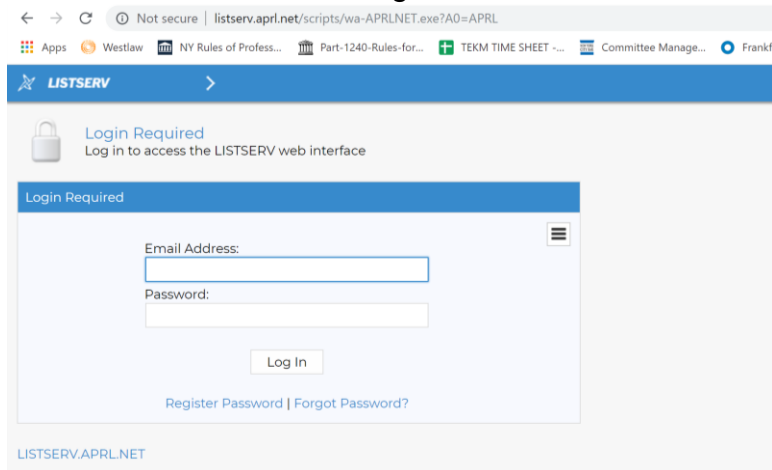 Not secure | listserv.aprl.net/scripts/wa-APRLNET.exe?A0=APRL
Apps Westlaw NY Rules of Profess... Part-1240-Rules-for... TEKM TIME SHEET -... Committee Manage... Frankf
LISTSERV
Login Required
Log in to access the LISTSERV web interface
Login Required
Email Address:
Password:
Log In
Register Password | Forgot Password?
LISTSERV.APRL.NET